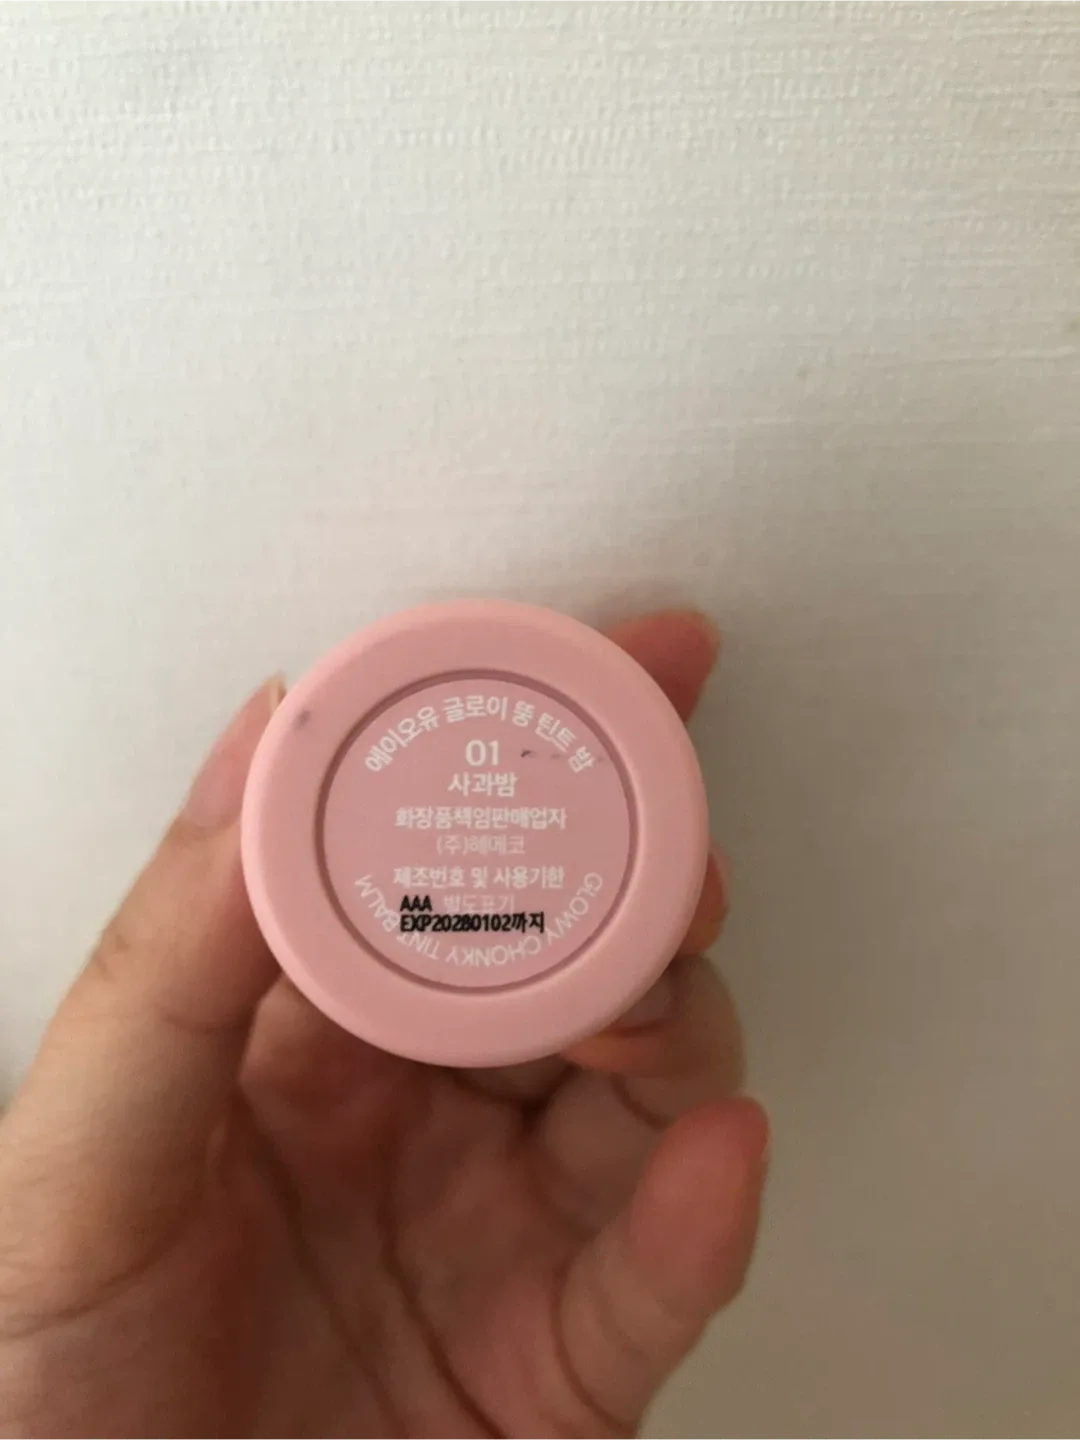 에이오유 글로이 뚱 틴트 밤
01
사과밤
화장품책임판매업자
(주)헤메코
제조번호 및 사용기한
별도표기
AAA
EXP20280102까지
GLOWY CHONKY TINT BALM